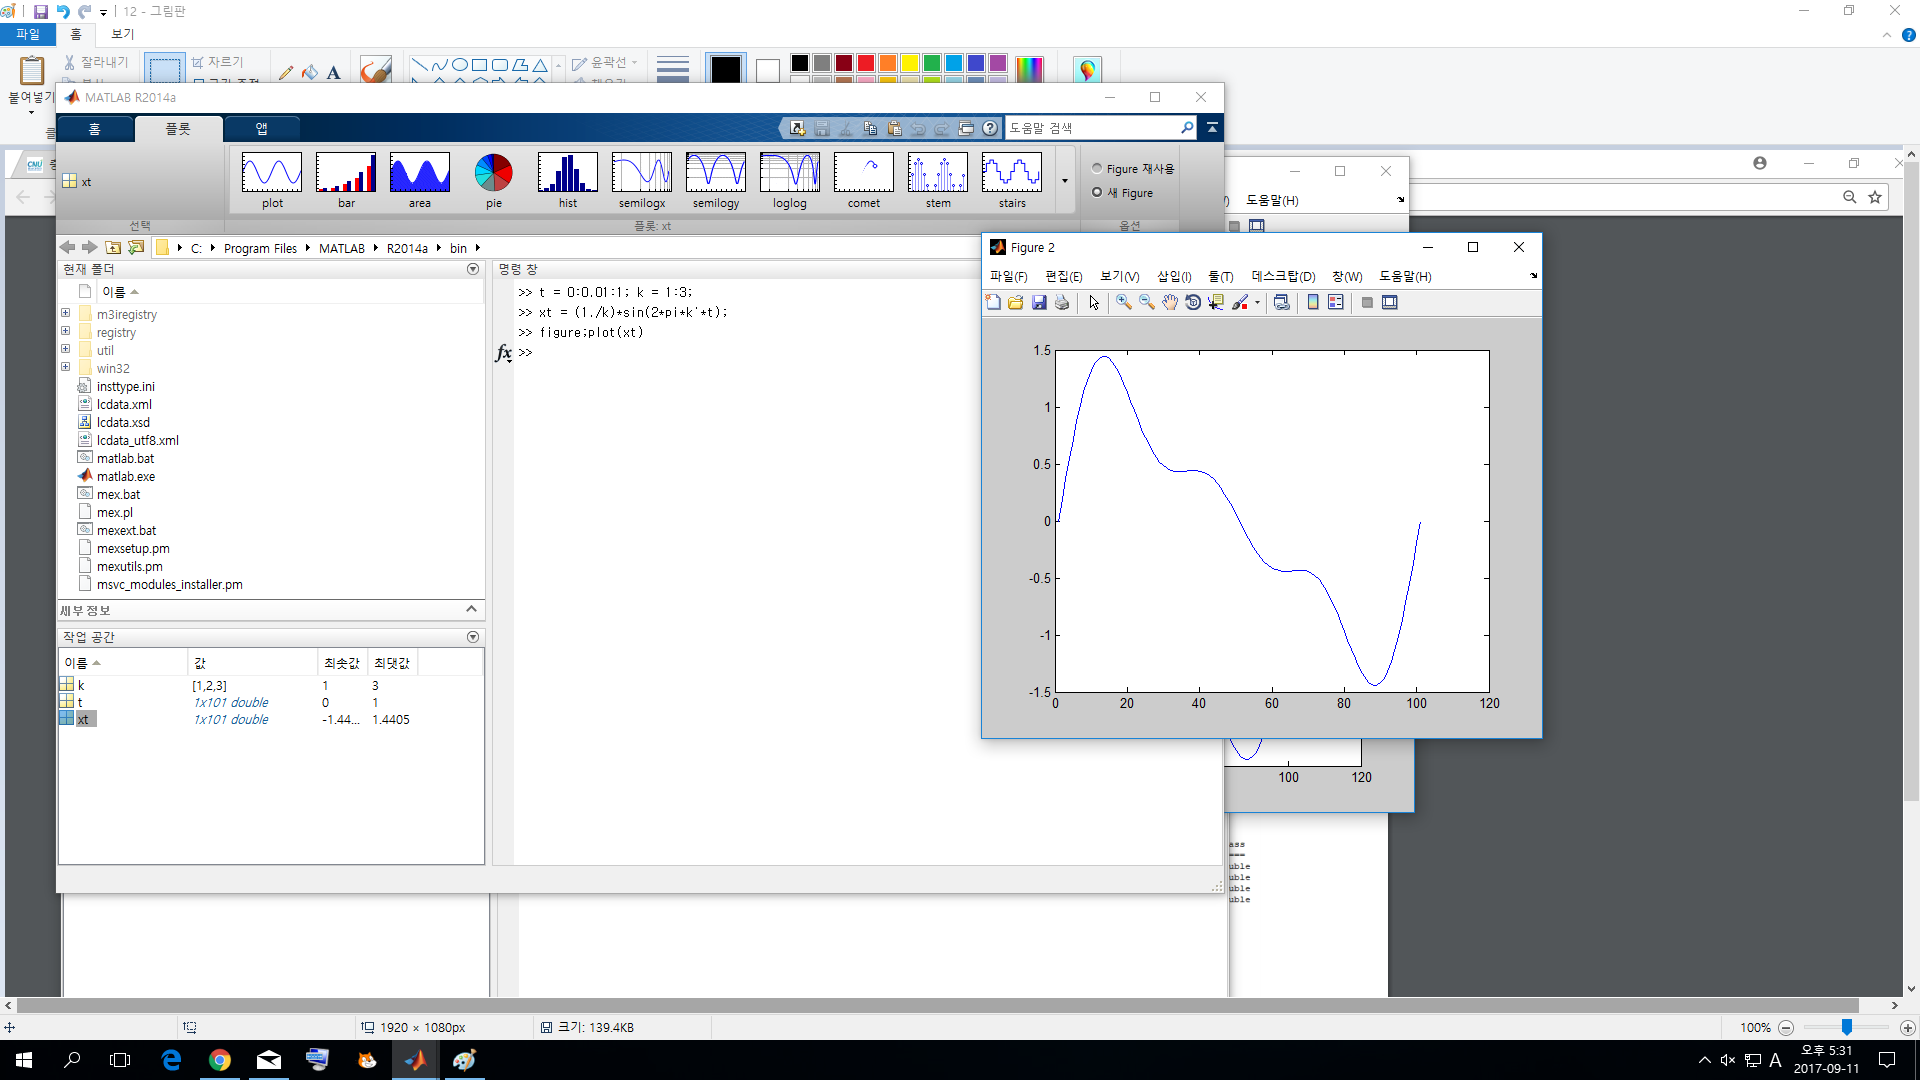 12 - 그림판
파일
홈
보기
잘라내기
자르기
붙여넣기
윤곽선
MATLAB R2014a
홈
플롯
앱
도움말 검색
xt
plot
bar
area
pie
hist
semilogx
semilogy
loglog
comet
stem
stairs
Figure 재사용
새 Figure
선택
플롯: xt
옵션
도움말(H)
C:
Program Files
MATLAB
R2014a
bin
현재 폴더
이름
m3iregistry
registry
util
win32
insttype.ini
lcdata.xml
lcdata.xsd
lcdata_utf8.xml
matlab.bat
matlab.exe
mex.bat
mex.pl
mexext.bat
mexsetup.pm
mexutils.pm
msvc_modules_installer.pm
세부 정보
작업 공간
이름 값 최솟값 최댓값
k [1,2,3] 1 3
t 1x101 double 0 1
xt 1x101 double -1.44... 1.4405
명령 창
>> t = 0:0.01:1; k = 1:3;
>> xt = (1./k)*sin(2*pi*k'*t);
>> figure;plot(xt)
fx >>
Figure 2
파일(F) 편집(E) 보기(V) 삽입(I) 툴(T) 데스크탑(D) 창(W) 도움말(H)
1.5
1
0.5
0
-0.5
-1
-1.5
0 20 40 60 80 100 120
100 120
ass
===
uble
uble
uble
uble
1920 × 1080px
크기: 139.4KB
100%
A
오후 5:31
2017-09-11